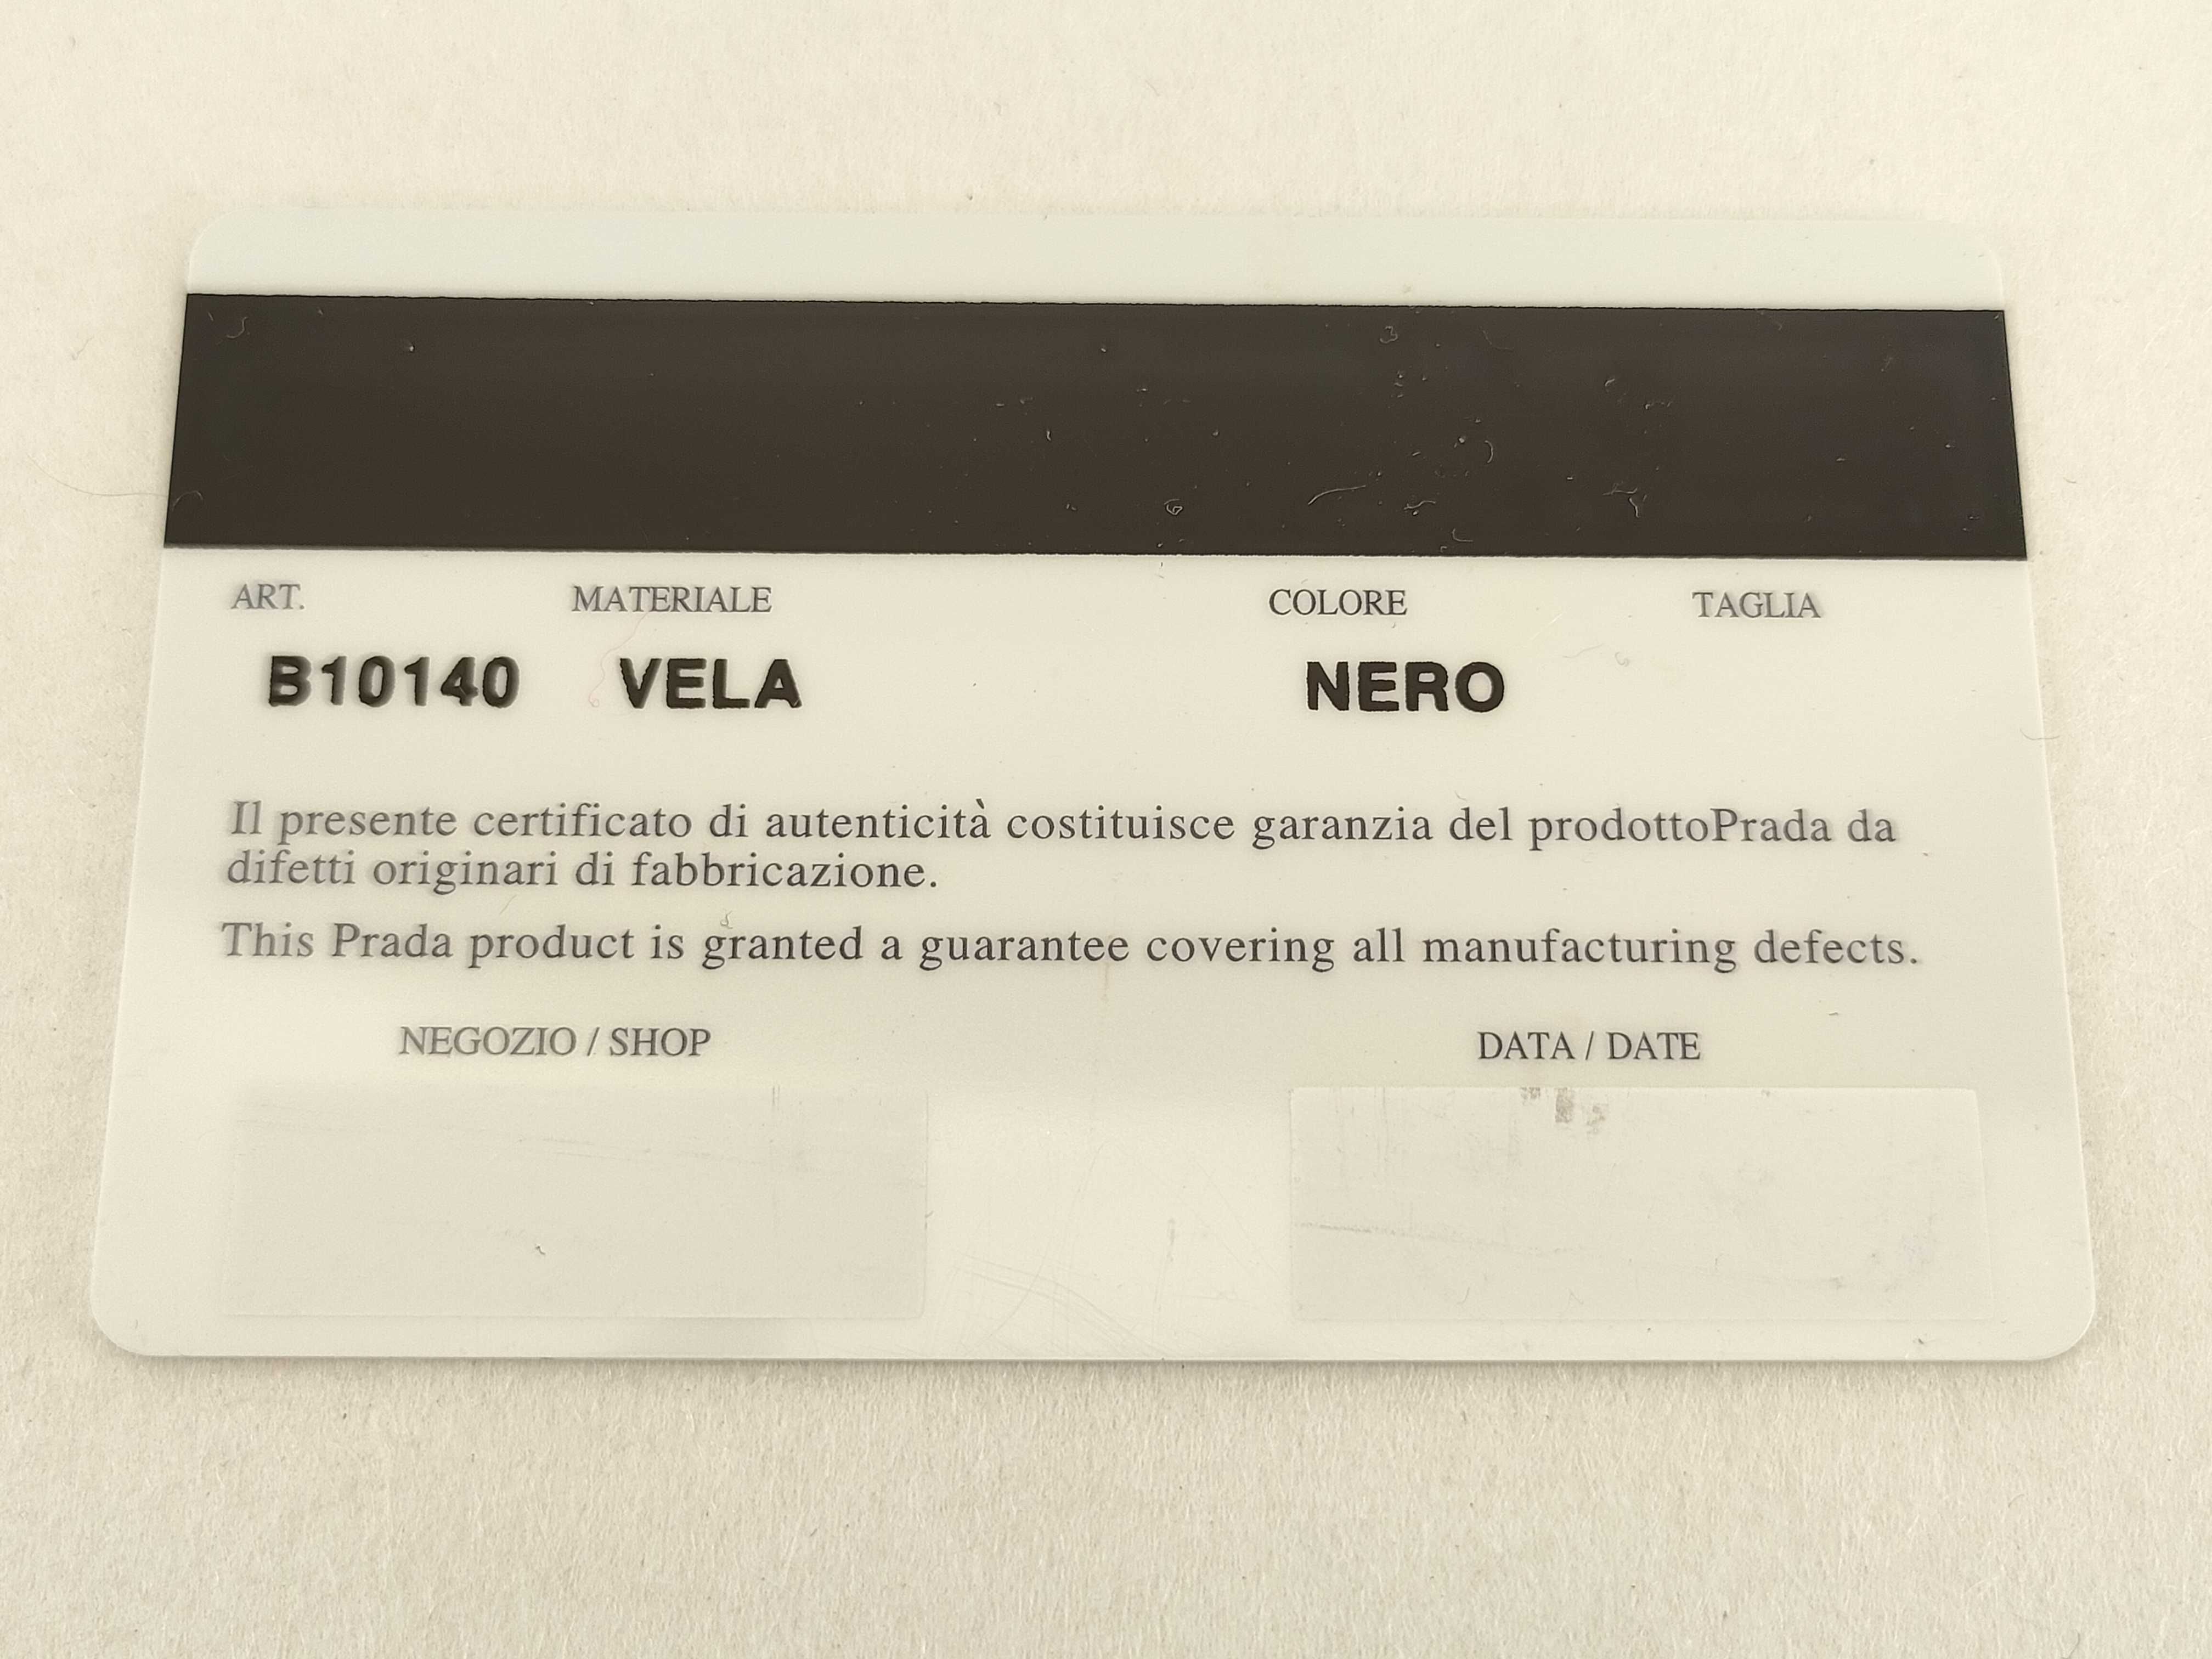 ART. MATERIALE COLORE TAGLIA
B10140 VELA NERO
Il presente certificato di autenticità costituisce garanzia del prodottoPrada da
difetti originari di fabbricazione.
This Prada product is granted a guarantee covering all manufacturing defects.
NEGOZIO / SHOP DATA / DATE